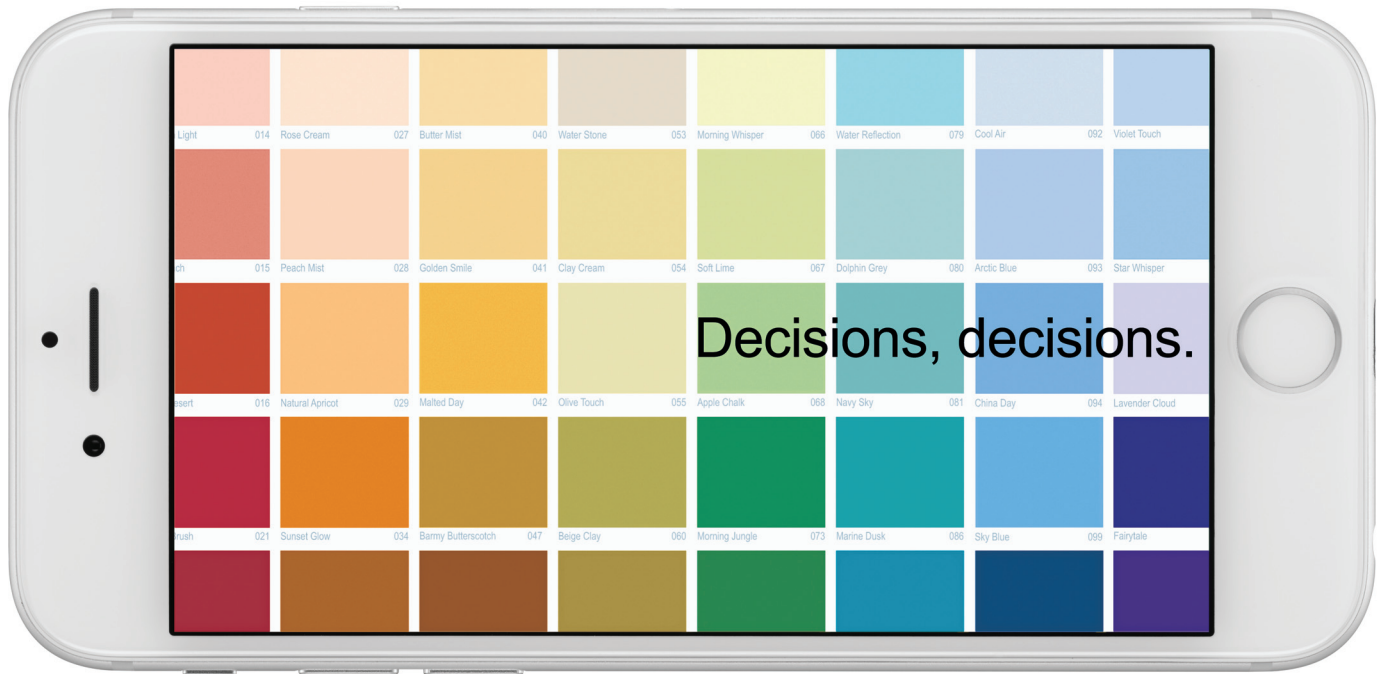 Light 014 Rose Cream 027 Butter Mist 040 Water Stone 053 Morning Whisper 066 Water Reflection 079 Cool Air 092 Violet Touch
ch 015 Peach Mist 028 Golden Smile 041 Clay Cream 054 Soft Lime 067 Dolphin Grey 080 Arctic Blue 093 Star Whisper
Decisions, decisions.
esert 016 Natural Apricot 029 Malted Day 042 Olive Touch 055 Apple Chalk 068 Navy Sky 081 China Day 094 Lavender Cloud
rush 021 Sunset Glow 034 Barmy Butterscotch 047 Beige Clay 060 Morning Jungle 073 Marine Dusk 086 Sky Blue 099 Fairytale